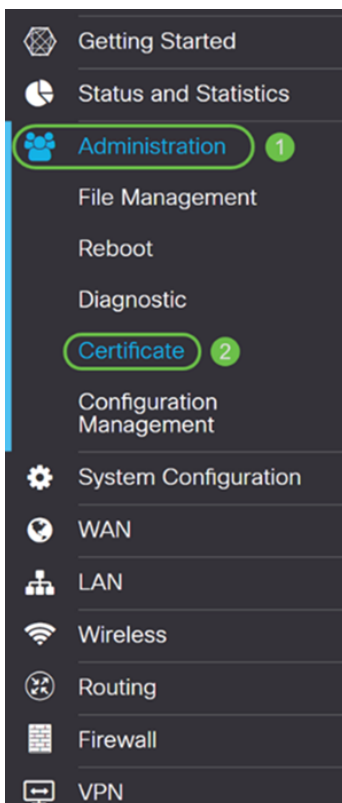 Getting Started
Status and Statistics
Administration 1
File Management
Reboot
Diagnostic
Certificate 2
Configuration
Management
System Configuration
WAN
LAN
Wireless
Routing
Firewall
VPN